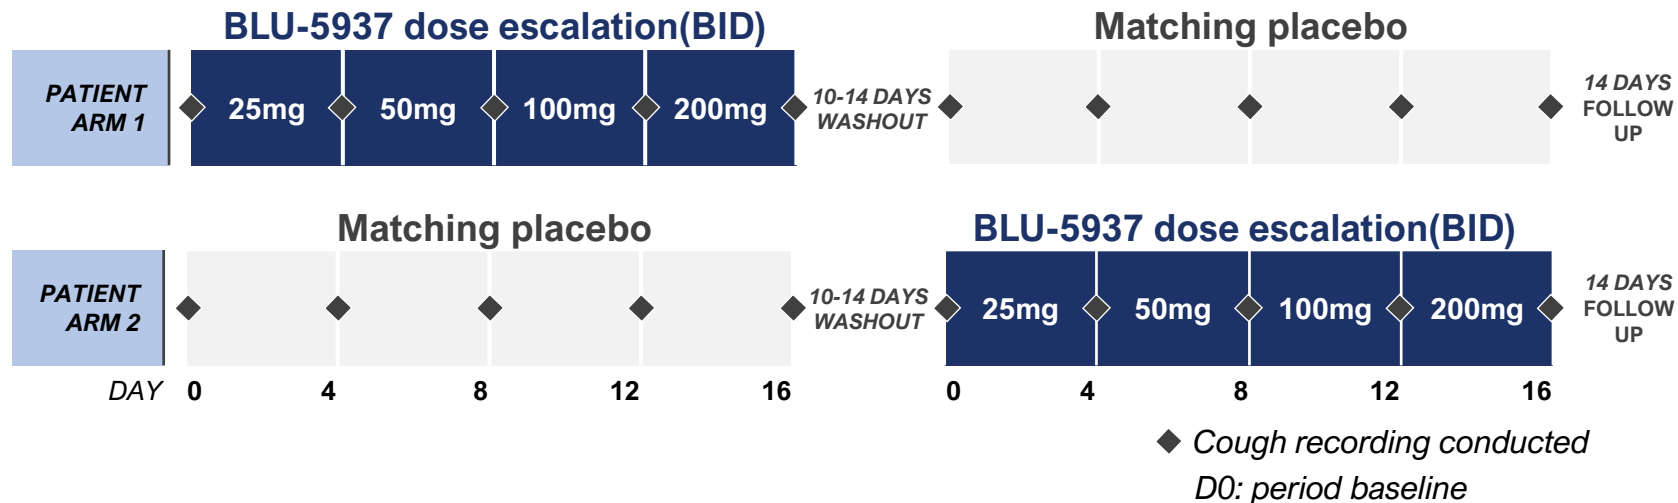 BLU-5937 dose escalation(BID)
Matching placebo
PATIENT
ARM 1
25mg
50mg
100mg
200mg
10-14 DAYS
WASHOUT
14 DAYS
FOLLOW
UP
Matching placebo
BLU-5937 dose escalation(BID)
PATIENT
ARM 2
10-14 DAYS
WASHOUT
25mg
50mg
100mg
200mg
14 DAYS
FOLLOW
UP
DAY 0 4 8 12 16 0 4 8 12 16
Cough recording conducted
D0: period baseline